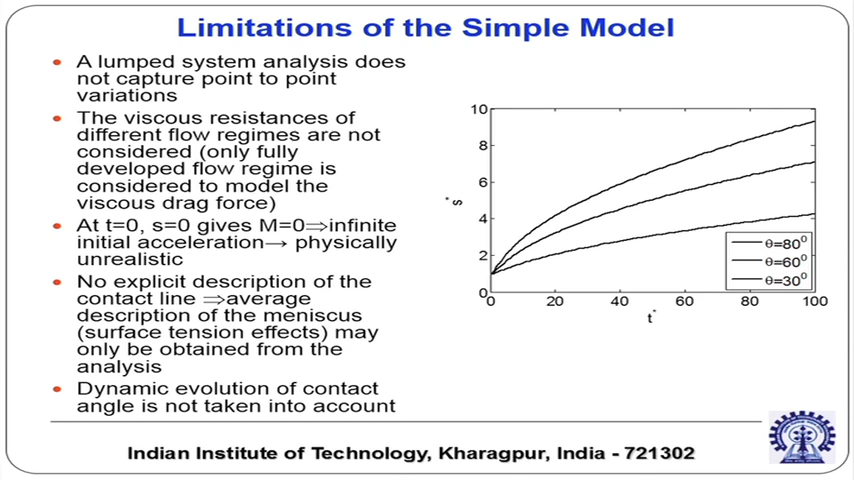 Limitations of the Simple Model
• A lumped system analysis does
not capture point to point
variations
• The viscous resistances of
different flow regimes are not
considered (only fully
developed flow regime is
considered to model the
viscous drag force)
• At t=0, s=0 gives M=0⇒infinite
initial acceleration→ physically
unrealistic
• No explicit description of the
contact line ⇒average
description of the meniscus
(surface tension effects) may
only be obtained from the
analysis
• Dynamic evolution of contact
angle is not taken into account
10
8
6
4
2
0
s*
0 20 40 60 80 100
t*
θ=80⁰
θ=60⁰
θ=30⁰
Indian Institute of Technology, Kharagpur, India - 721302